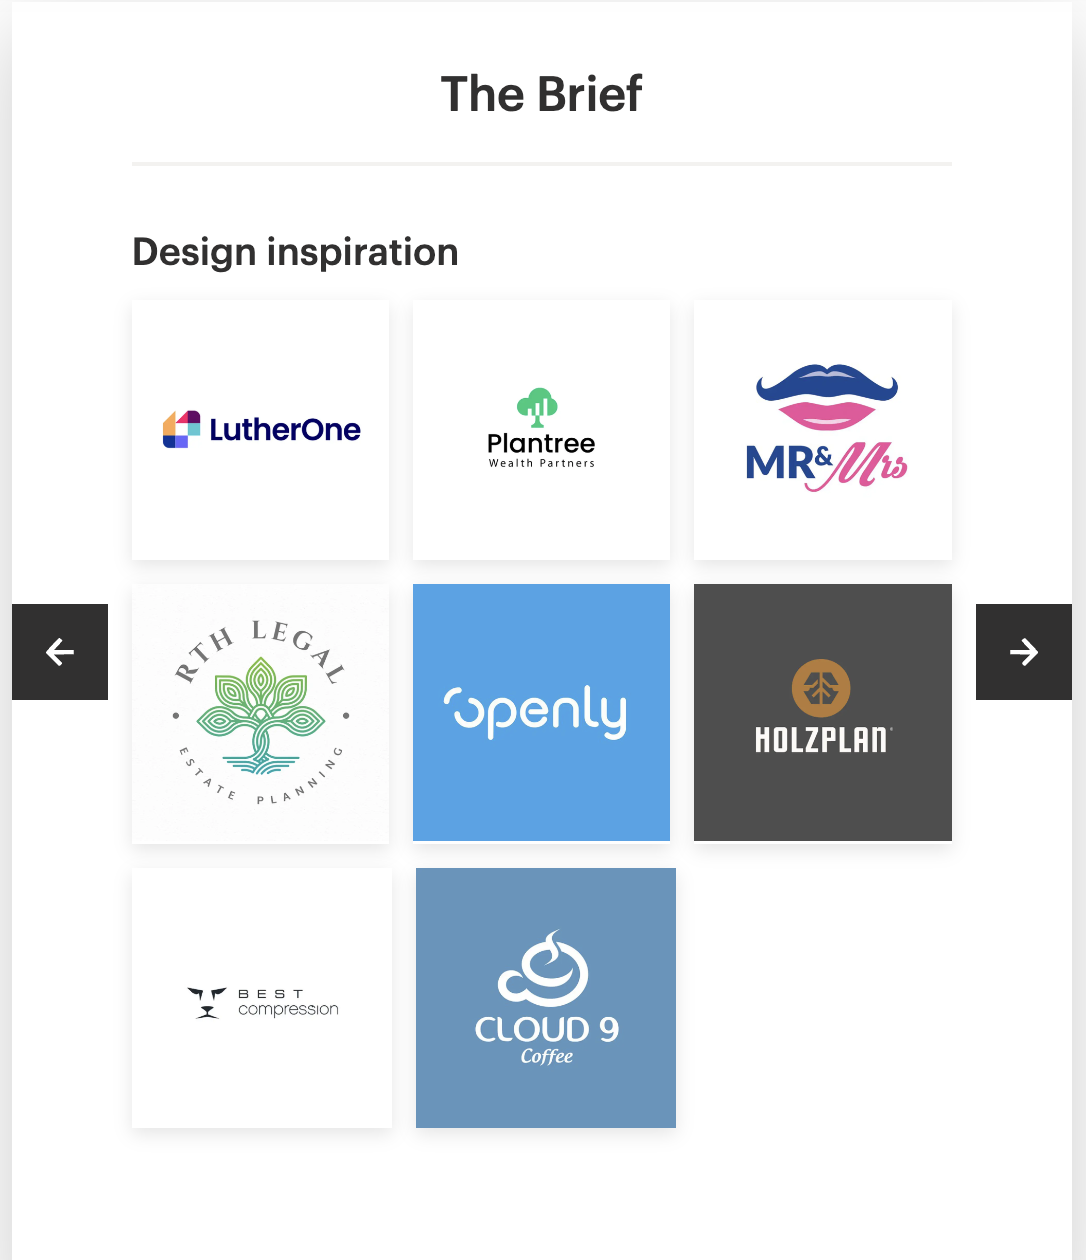 The Brief
Design inspiration
LutherOne
Plantree
Wealth Partners
MR& Mrs
RTH LEGAL
ESTATE PLANNING
openly
HOLZPLAN
BEST
compression
CLOUD 9
Coffee